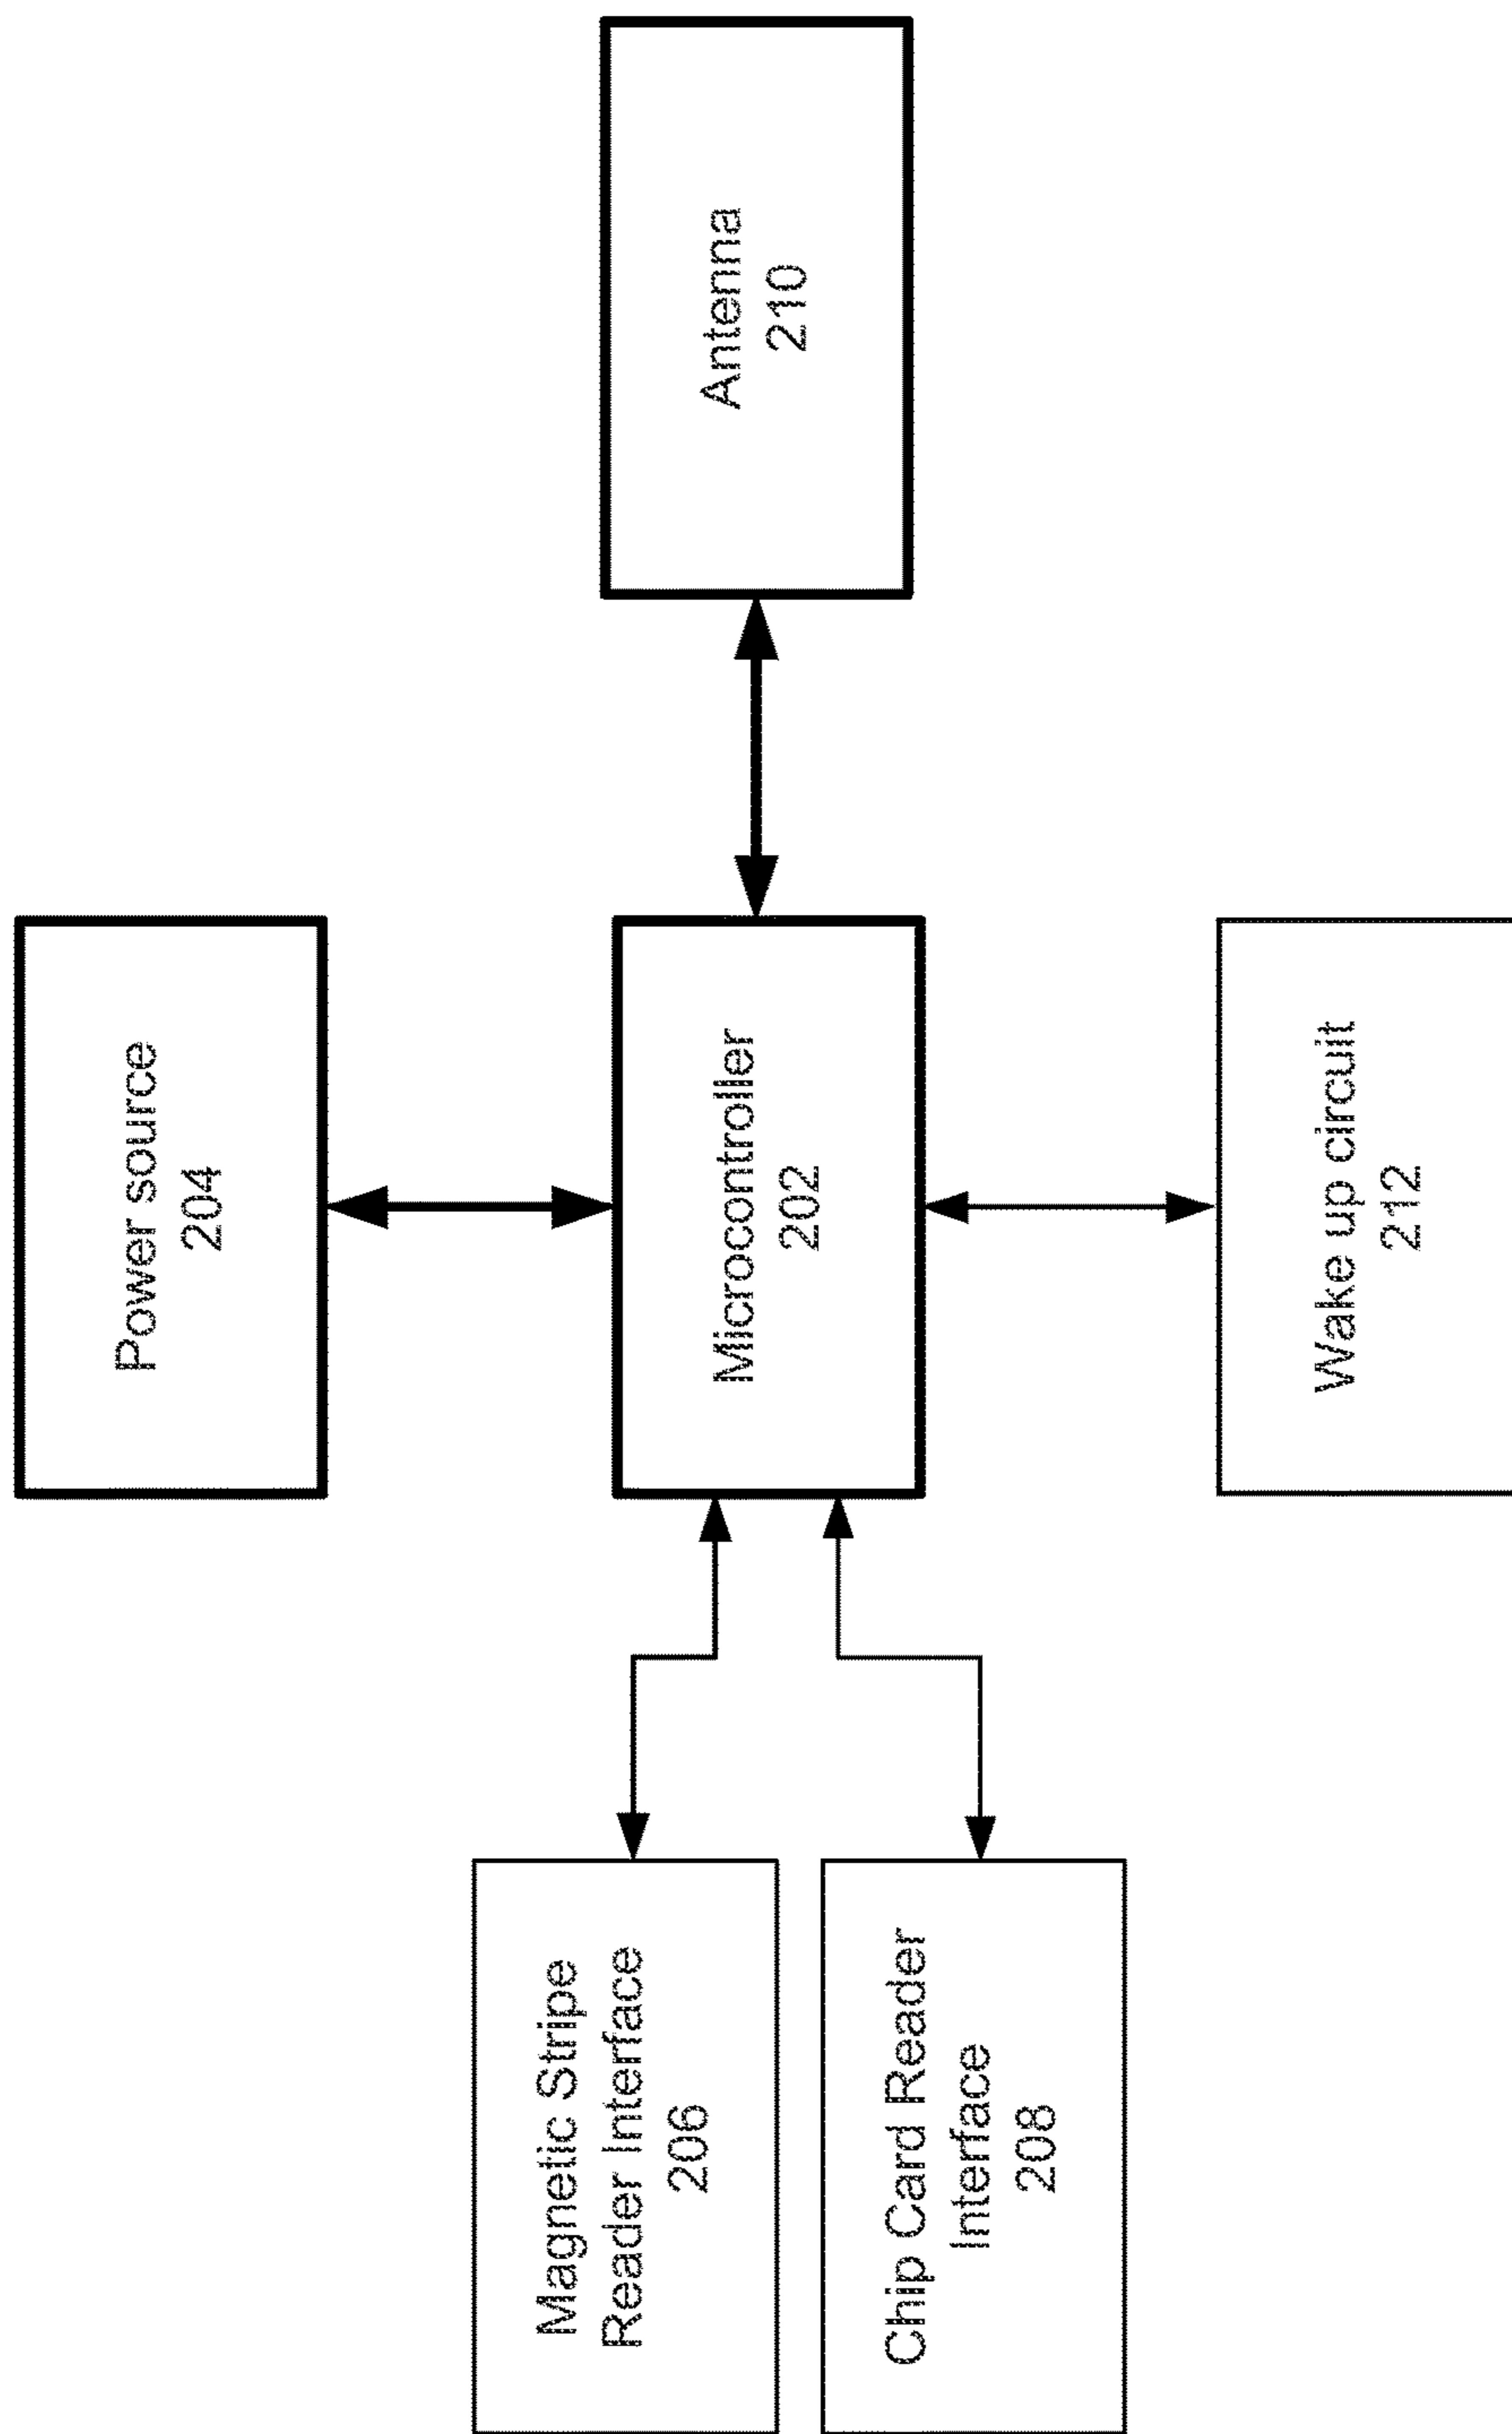 Power source
204
Magnetic Stripe
Reader Interface
206
Microcontroller
202
Antenna
210
Chip Card Reader
Interface
208
Wake up circuit
212